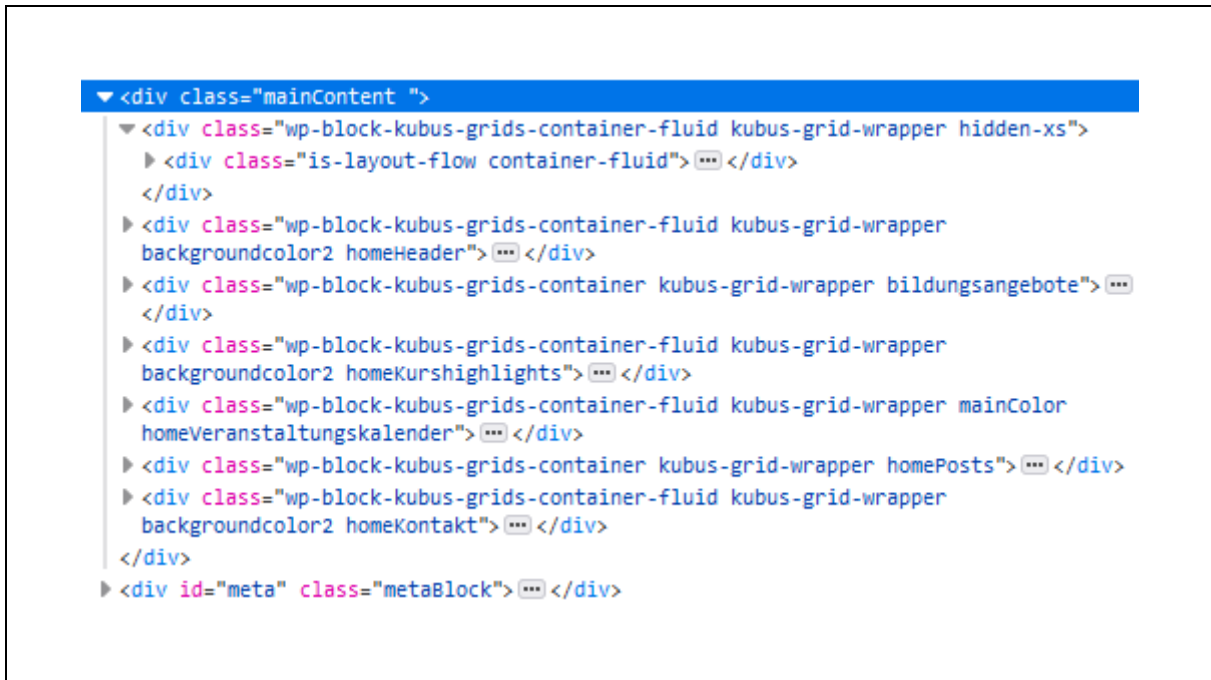 <div class="mainContent ">
<div class="wp-block-kubus-grids-container-fluid kubus-grid-wrapper hidden-xs">
<div class="is-layout-flow container-fluid"> ••• </div>
</div>
<div class="wp-block-kubus-grids-container-fluid kubus-grid-wrapper
backgroundcolor2 homeHeader"> ••• </div>
<div class="wp-block-kubus-grids-container kubus-grid-wrapper bildungsangebote"> •••
</div>
<div class="wp-block-kubus-grids-container-fluid kubus-grid-wrapper
backgroundcolor2 homeKurshighlights"> ••• </div>
<div class="wp-block-kubus-grids-container-fluid kubus-grid-wrapper mainColor
homeVeranstaltungskalender"> ••• </div>
<div class="wp-block-kubus-grids-container kubus-grid-wrapper homePosts"> ••• </div>
<div class="wp-block-kubus-grids-container-fluid kubus-grid-wrapper
backgroundcolor2 homeKontakt"> ••• </div>
</div>
<div id="meta" class="metaBlock"> ••• </div>